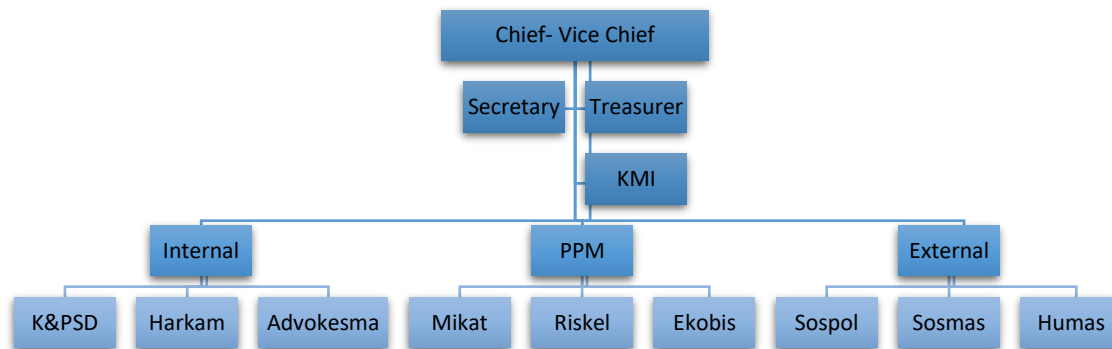 Chief- Vice Chief
Secretary
Treasurer
KMI
Internal
PPM
External
K&PSD
Harkam
Advokesma
Mikat
Riskel
Ekobis
Sospol
Sosmas
Humas